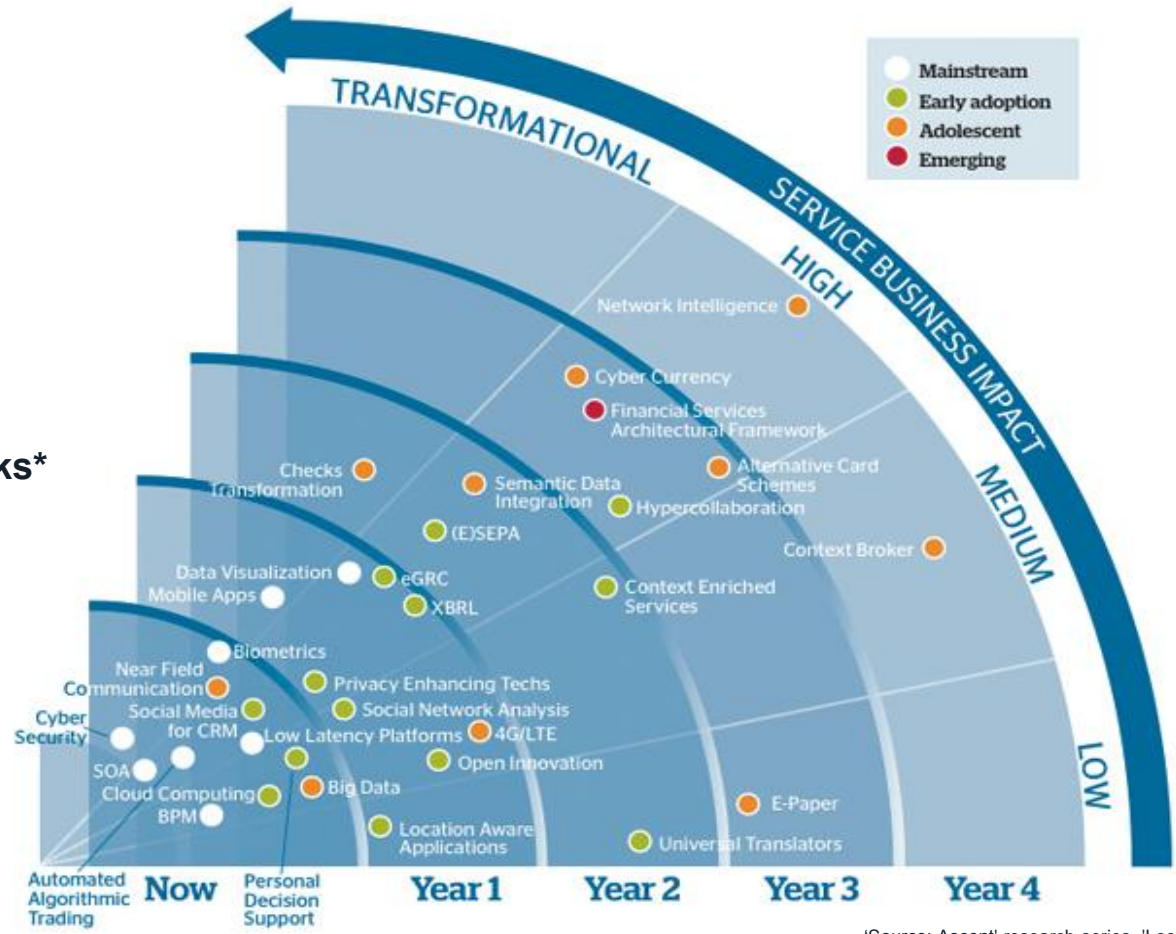 Mainstream
Early adoption
Adolescent
Emerging
TRANSFORMATIONAL
SERVICE BUSINESS IMPACT
HIGH
MEDIUM
LOW
Network Intelligence
Cyber Currency
Financial Services
Architectural Framework
Checks
Transformation
Alternative Card
Schemes
Semantic Data
Integration
Hypercollaboration
(E)SEPA
Context Broker
Data Visualization
eGRC
Context Enriched
Services
Mobile Apps
XBRL
Biometrics
Near Field
Communication
Privacy Enhancing Techs
Social Media
for CRM
Social Network Analysis
Cyber
Security
Low Latency Platforms
4G/LTE
SOA
Open Innovation
Cloud Computing
Big Data
BPM
E-Paper
Location Aware
Applications
Universal Translators
Automated
Algorithmic
Trading
Now
Personal
Decision
Support
Year 1
Year 2
Year 3
Year 4